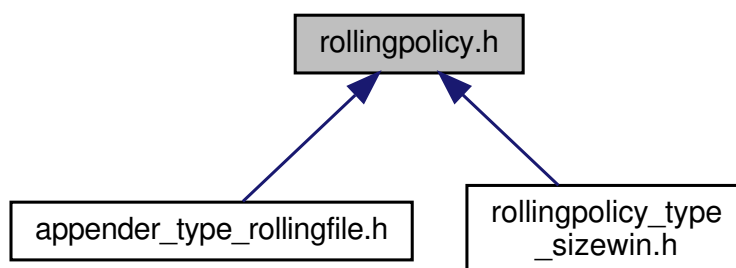 rollingpolicy.h
appender_type_rollingfile.h
rollingpolicy_type
_sizewin.h